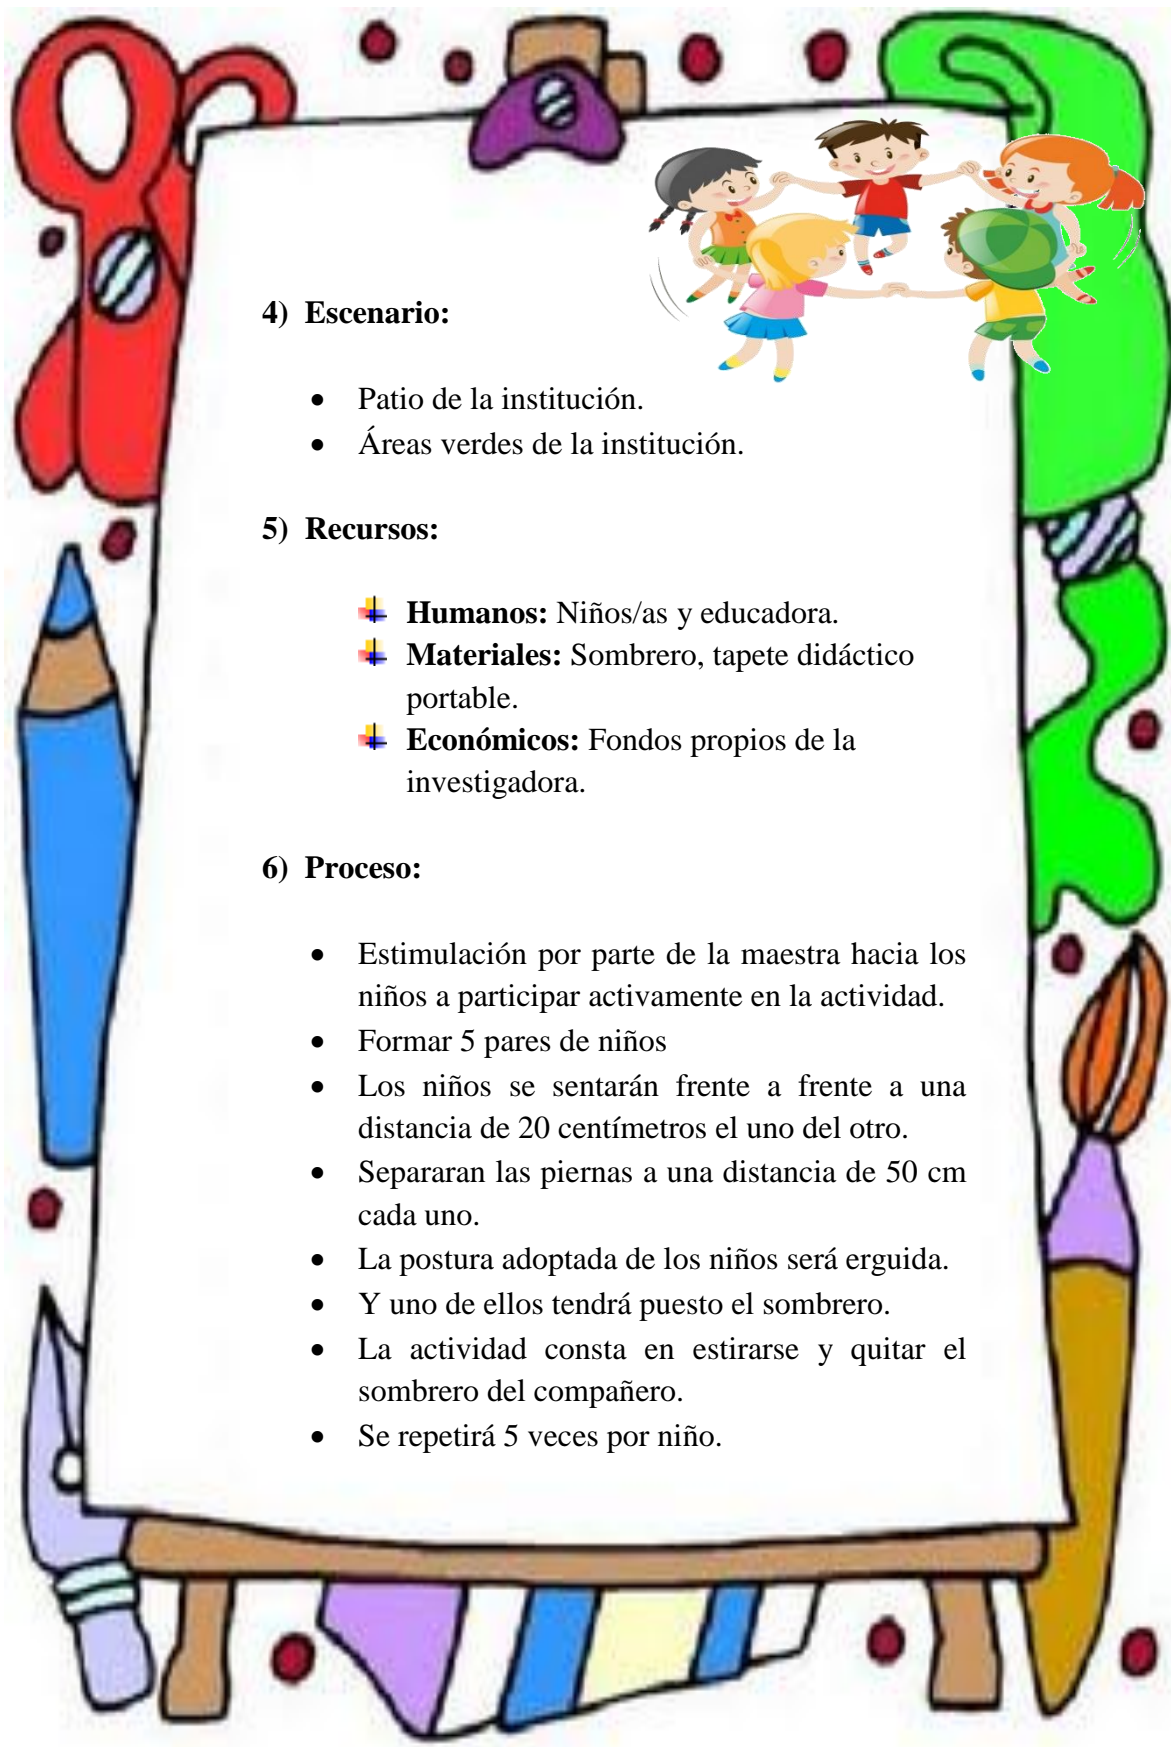 4) Escenario:
• Patio de la institución.
• Áreas verdes de la institución.
5) Recursos:
Humanos: Niños/as y educadora.
Materiales: Sombrero, tapete didáctico
portable.
Económicos: Fondos propios de la
investigadora.
6) Proceso:
• Estimulación por parte de la maestra hacia los
niños a participar activamente en la actividad.
• Formar 5 pares de niños
• Los niños se sentarán frente a frente a una
distancia de 20 centímetros el uno del otro.
• Separaran las piernas a una distancia de 50 cm
cada uno.
• La postura adoptada de los niños será erguida.
• Y uno de ellos tendrá puesto el sombrero.
• La actividad consta en estirarse y quitar el
sombrero del compañero.
• Se repetirá 5 veces por niño.